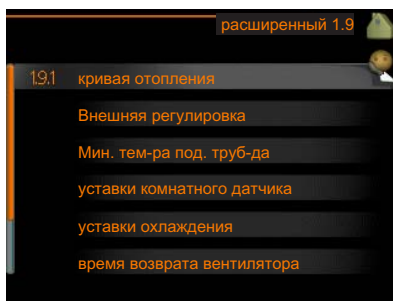 расширенный 1.9
1.9.1 кривая отопления
Внешняя регулировка
Мин. тем-ра под. труб-да
уставки комнатного датчика
уставки охлаждения
время возврата вентилятора